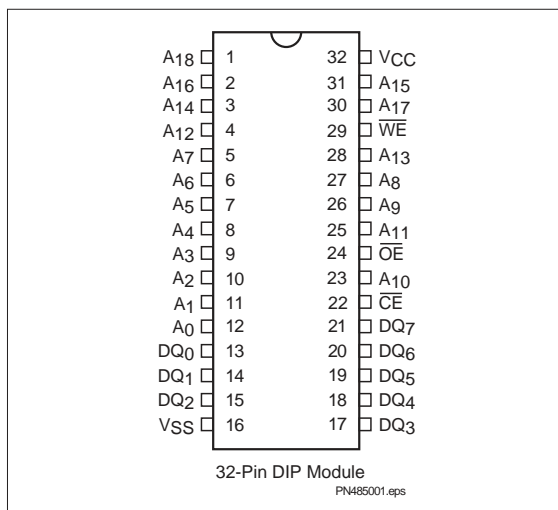 A18 1 32 VCC
A16 2 31 A15
A14 3 30 A17
A12 4 29 W̅E̅
A7 5 28 A13
A6 6 27 A8
A5 7 26 A9
A4 8 25 A11
A3 9 24 O̅E̅
A2 10 23 A10
A1 11 22 C̅E̅
A0 12 21 DQ7
DQ0 13 20 DQ6
DQ1 14 19 DQ5
DQ2 15 18 DQ4
VSS 16 17 DQ3
32-Pin DIP Module
PN485001.eps